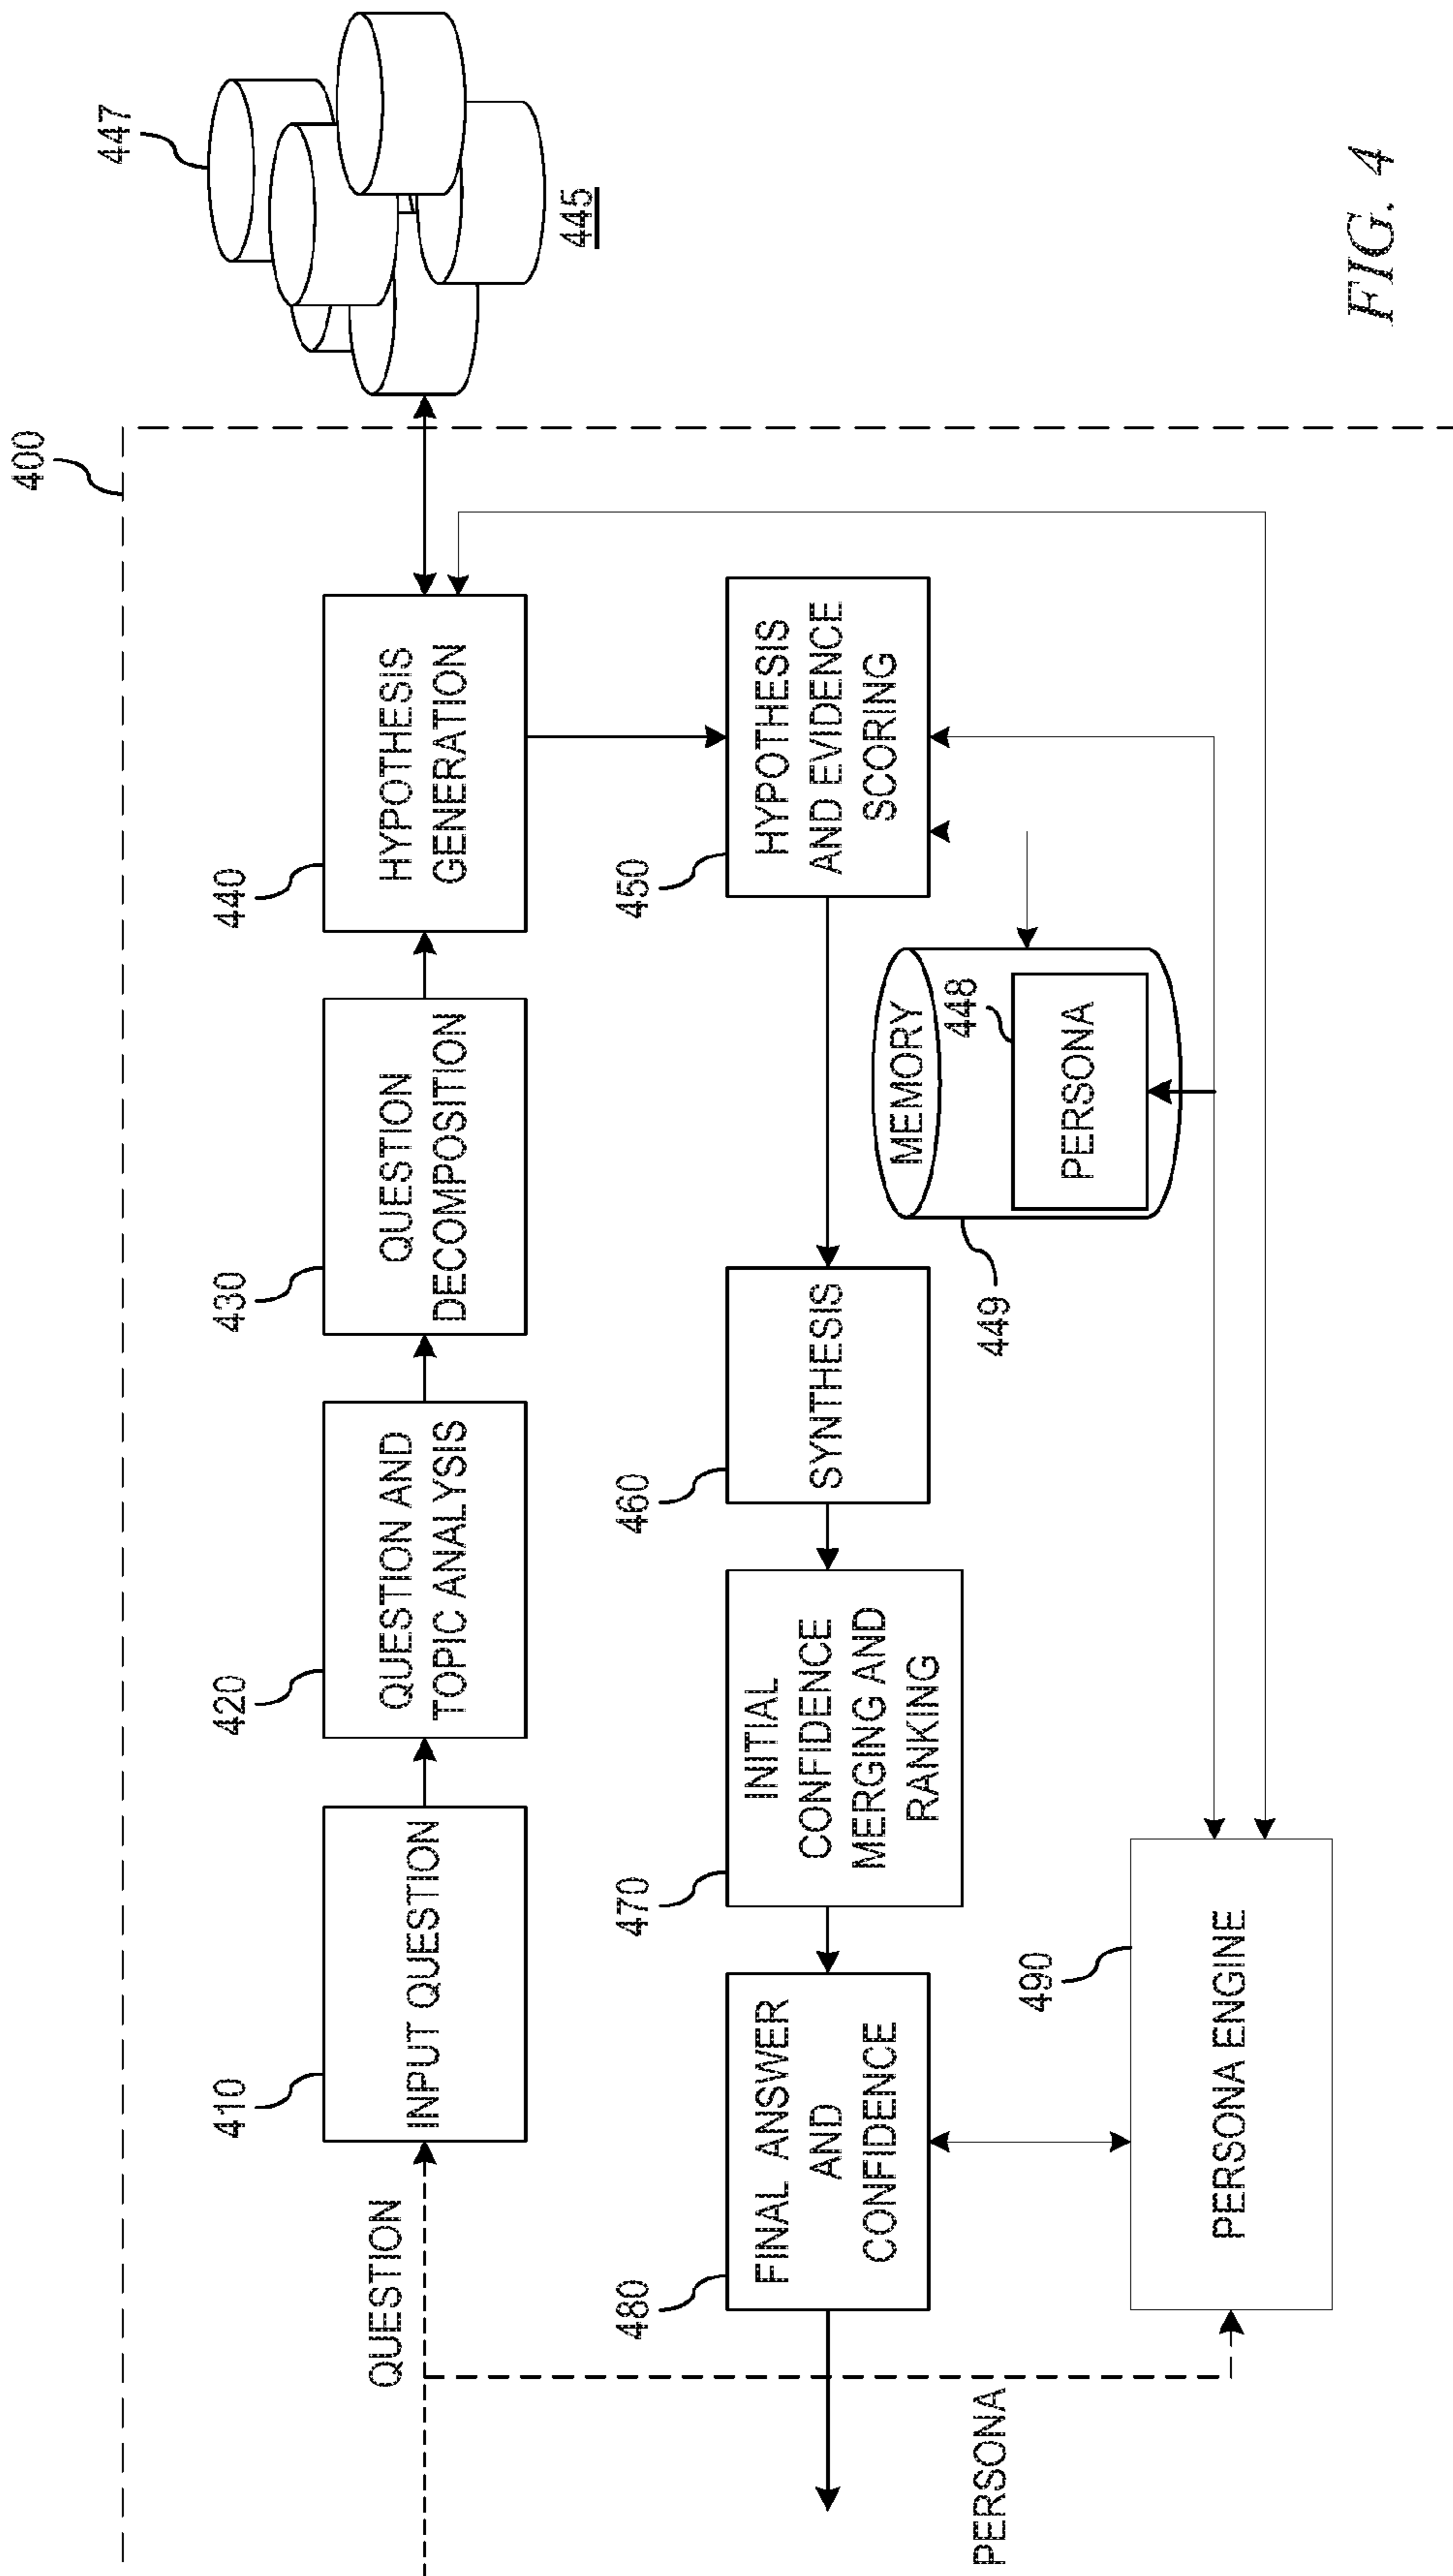 400
447
445
QUESTION
410
INPUT QUESTION
420
QUESTION AND
TOPIC ANALYSIS
430
QUESTION
DECOMPOSITION
440
HYPOTHESIS
GENERATION
480
FINAL ANSWER
AND
CONFIDENCE
470
INITIAL
CONFIDENCE
MERGING AND
RANKING
460
SYNTHESIS
450
HYPOTHESIS
AND EVIDENCE
SCORING
MEMORY
448
PERSONA
449
PERSONA
490
PERSONA ENGINE
FIG. 4